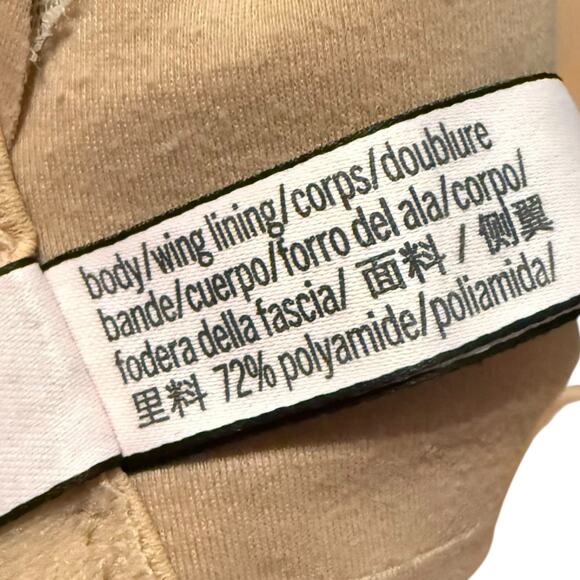 body/wing lining/corps/doublure
bande/cuerpo/forro del ala/corpo/
fodera della fascia/ 面料 / 侧翼
里料 72% polyamide/poliamida/